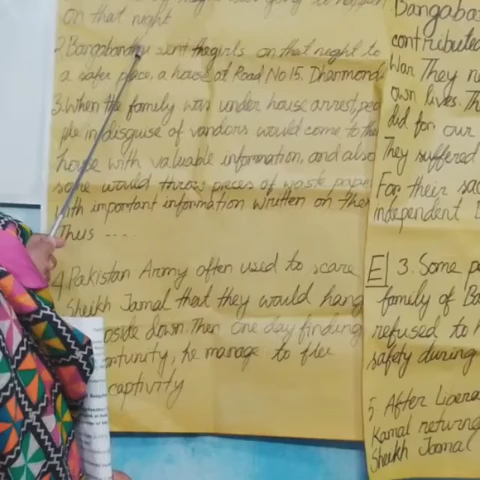 on that night
2. Bangabandhu sent the girls on that night to
a safer place, a house at Road No 15. Dhanmondi
3. When the family was under house arrest, peo
ple in disguise of vandors would come to the
house with valuable information, and also
some would throw pieces of waste paper
with important information written on them
Thus ....
4. Pakistan Army often used to scare
Sheikh Jamal that they would hang
upside down. Then one day finding
he manage to flee
captivity
Bangaba
contributed
War They
own lives. Th
did for our
They suffered
For their sac
independent
E 3. Some p
family of Ba
refused to h
safety during
5. After Libera
Kamal return
Sheikh Jamal